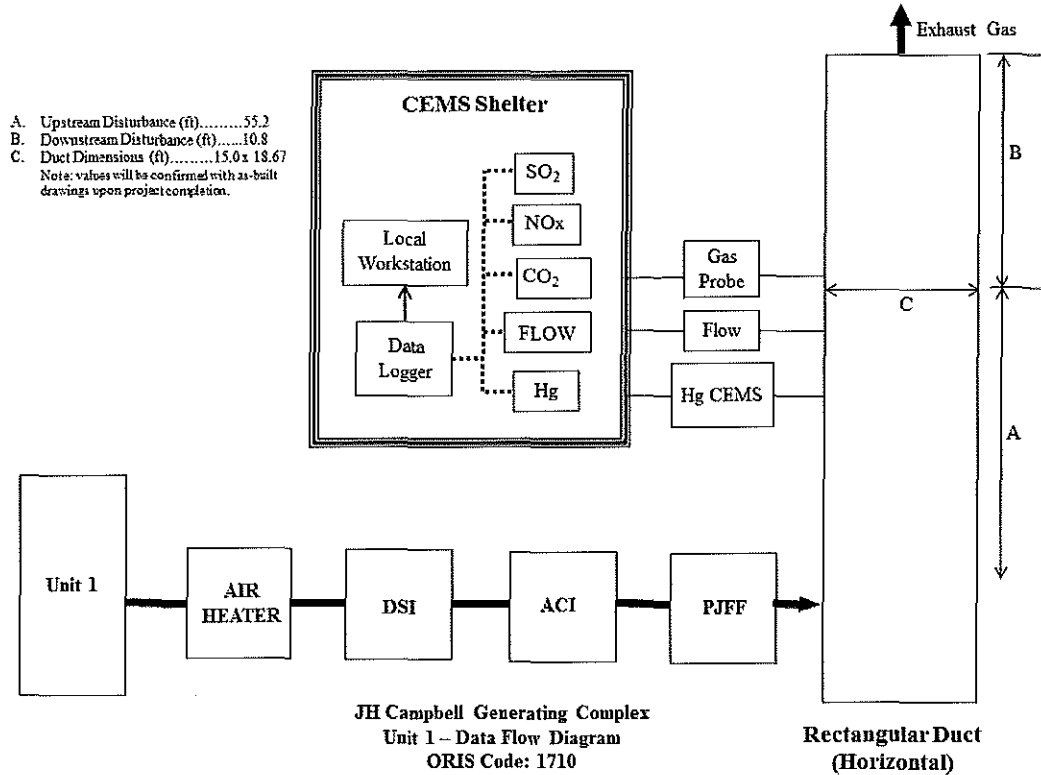 Exhaust Gas
CEMS Shelter
A. Upstream Disturbance (ft).........55.2
B. Downstream Disturbance (ft).....10.8
C. Duct Dimensions (ft).........15.0 x 18.67
Note: values will be confirmed with as-built
drawings upon project completion.
SO₂
NOx
Local
Workstation
CO₂
FLOW
Data
Logger
Hg
Gas
Probe
Flow
Hg CEMS
B
C
A
Unit 1
AIR
HEATER
DSI
ACI
PJFF
JH Campbell Generating Complex
Unit 1 – Data Flow Diagram
ORIS Code: 1710
Rectangular Duct
(Horizontal)